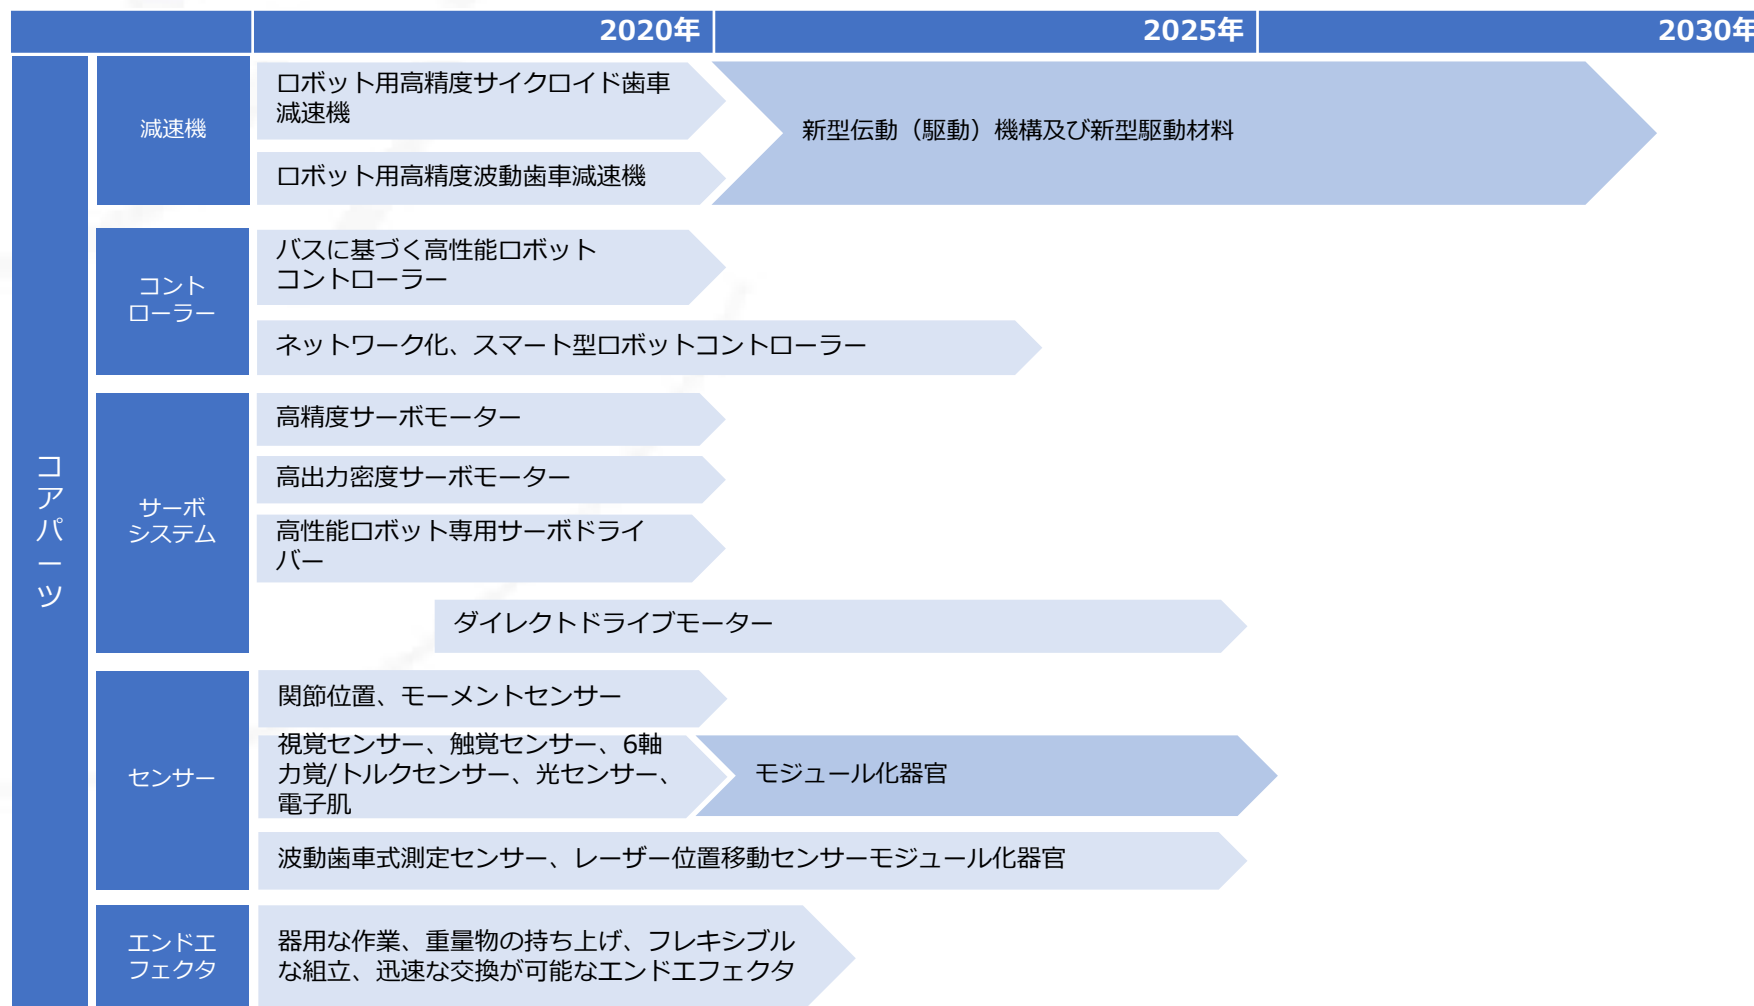 2020年
2025年
2030年
コアパーツ
減速機
ロボット用高精度サイクロイド歯車
減速機
ロボット用高精度波動歯車減速機
新型伝動（駆動）機構及び新型駆動材料
コント
ローラー
バスに基づく高性能ロボット
コントローラー
ネットワーク化、スマート型ロボットコントローラー
サーボ
システム
高精度サーボモーター
高出力密度サーボモーター
高性能ロボット専用サーボドライ
バー
ダイレクトドライブモーター
センサー
関節位置、モーメントセンサー
視覚センサー、触覚センサー、6軸
力覚/トルクセンサー、光センサー、
電子肌
モジュール化器官
波動歯車式測定センサー、レーザー位置移動センサーモジュール化器官
エンドエ
フェクタ
器用な作業、重量物の持ち上げ、フレキシブル
な組立、迅速な交換が可能なエンドエフェクタ